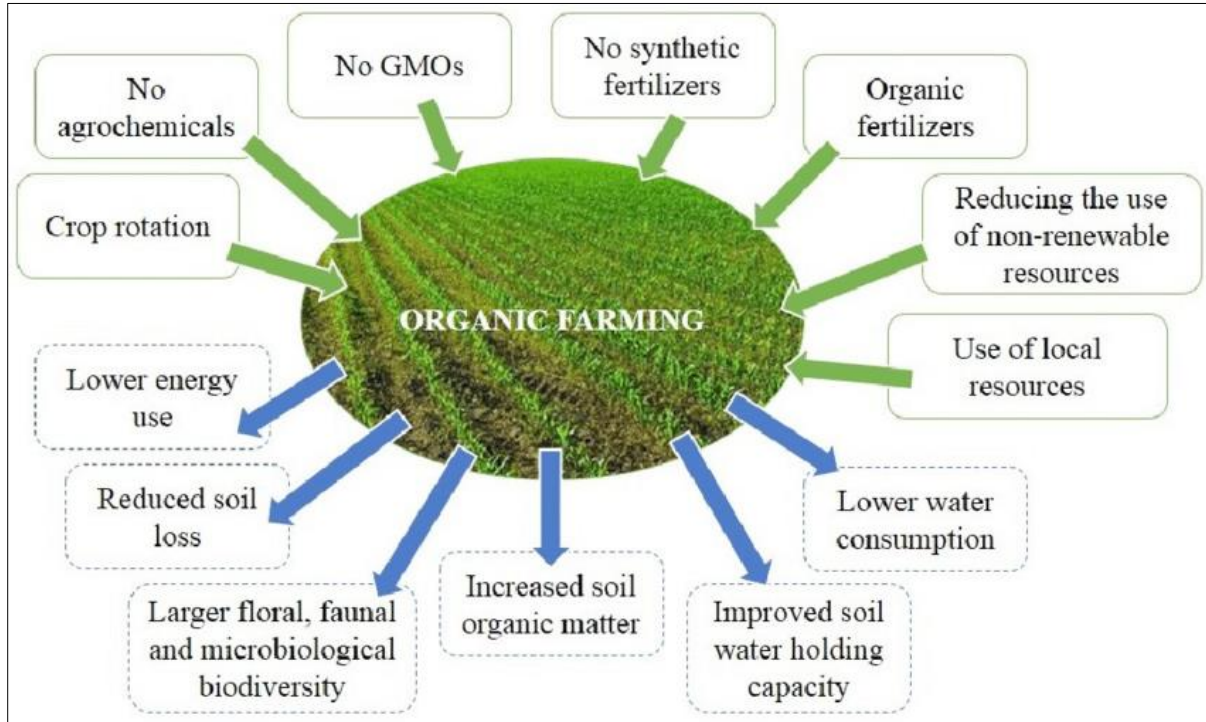 No
agrochemicals
No GMOs
No synthetic
fertilizers
Organic
fertilizers
Crop rotation
Reducing the use
of non-renewable
resources
ORGANIC FARMING
Use of local
resources
Lower energy
use
Reduced soil
loss
Larger floral, faunal
and microbiological
biodiversity
Increased soil
organic matter
Improved soil
water holding
capacity
Lower water
consumption